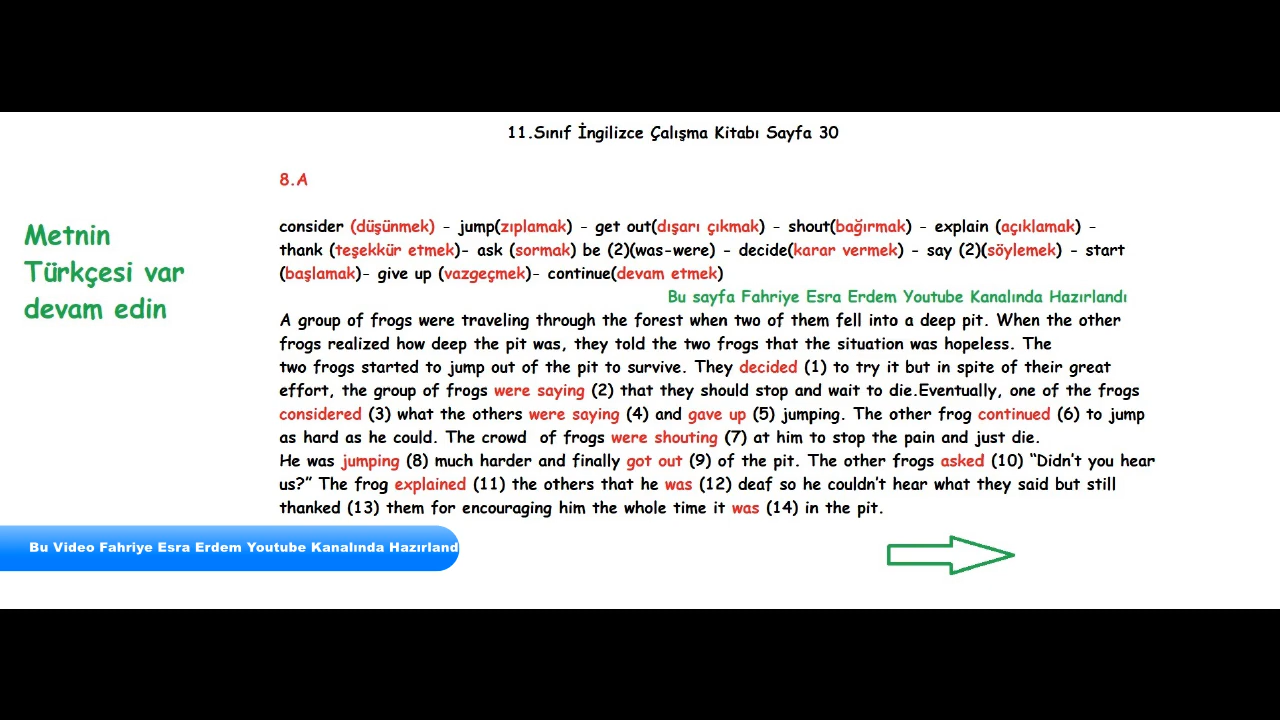 11.Sınıf İngilizce Çalışma Kitabı Sayfa 30
8.A
Metnin
Türkçesi var
devam edin
consider (düşünmek) - jump(zıplamak) - get out(dışarı çıkmak) - shout(bağırmak) - explain (açıklamak) -
thank (teşekkür etmek)- ask (sormak) be (2)(was-were) - decide(karar vermek) - say (2)(söylemek) - start
(başlamak)- give up (vazgeçmek)- continue(devam etmek)
Bu sayfa Fahriye Esra Erdem Youtube Kanalında Hazırlandı
A group of frogs were traveling through the forest when two of them fell into a deep pit. When the other
frogs realized how deep the pit was, they told the two frogs that the situation was hopeless. The
two frogs started to jump out of the pit to survive. They decided (1) to try it but in spite of their great
effort, the group of frogs were saying (2) that they should stop and wait to die.Eventually, one of the frogs
considered (3) what the others were saying (4) and gave up (5) jumping. The other frog continued (6) to jump
as hard as he could. The crowd of frogs were shouting (7) at him to stop the pain and just die.
He was jumping (8) much harder and finally got out (9) of the pit. The other frogs asked (10) “Didn’t you hear
us?” The frog explained (11) the others that he was (12) deaf so he couldn’t hear what they said but still
thanked (13) them for encouraging him the whole time it was (14) in the pit.
Bu Video Fahriye Esra Erdem Youtube Kanalında Hazırland